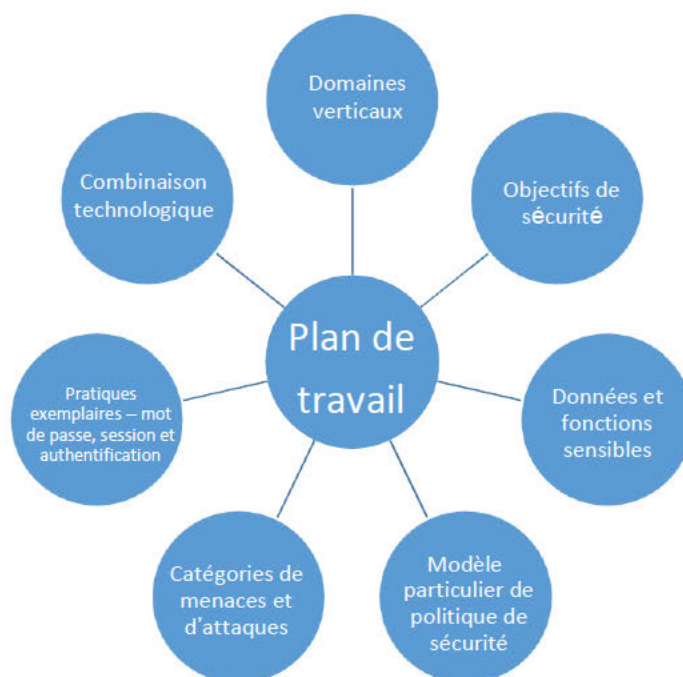 Domaines
verticaux
Combinaison
technologique
Objectifs de
sécurité
Plan de
travail
Pratiques
exemplaires – mot
de passe, session et
authentification
Données et
fonctions
sensibles
Catégories de
menaces et
d'attaques
Modèle
particulier de
politique de
sécurité